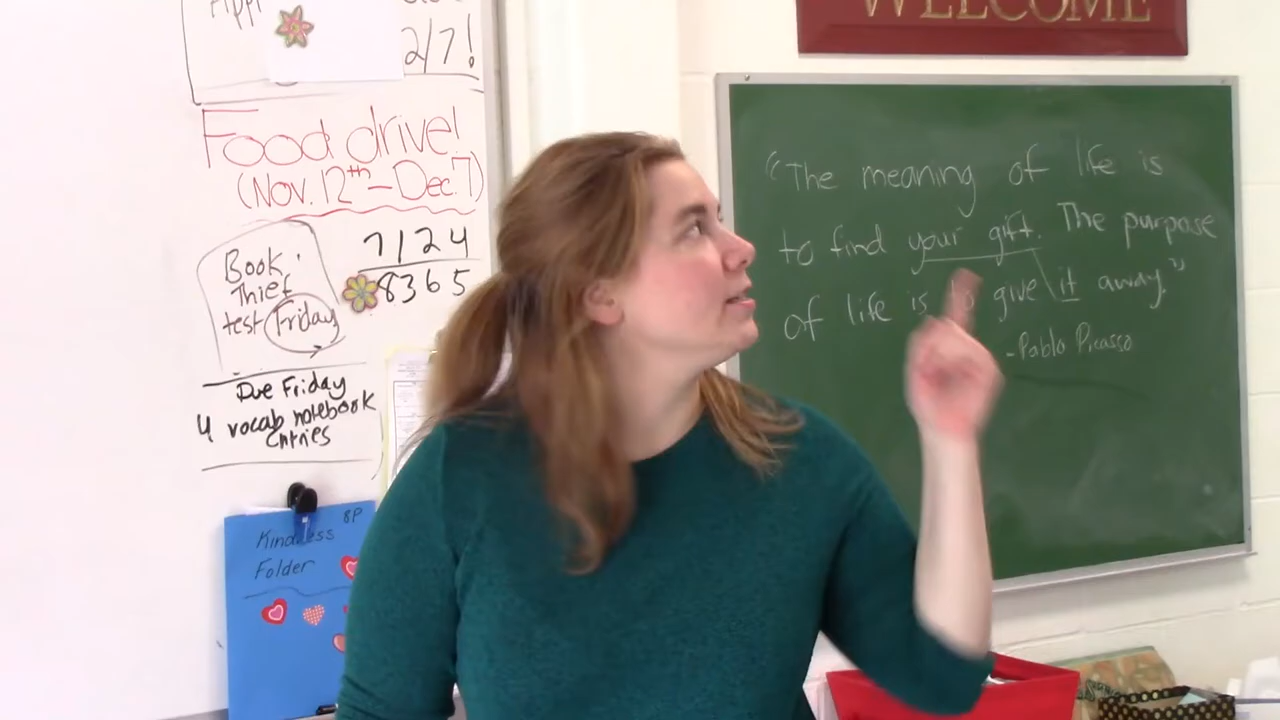 2/7!
Food drive!
(Nov. 12th - Dec. 7)
7124
8365
Book
Thief
test Friday
Due Friday
4 vocab notebook
entries
8P
Kindness
Folder
WELCOME
"The meaning of life is
to find your gift. The purpose
of life is to give it away."
-Pablo Picasso